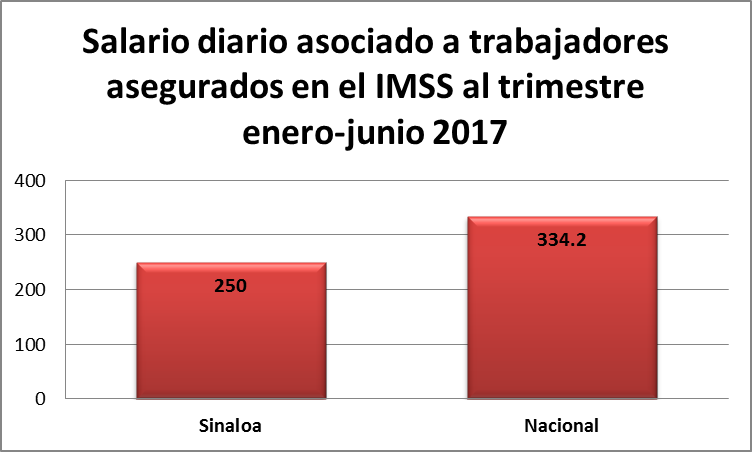 Salario diario asociado a trabajadores
asegurados en el IMSS al trimestre
enero-junio 2017
400
300
200
100
0
250
334.2
Sinaloa
Nacional